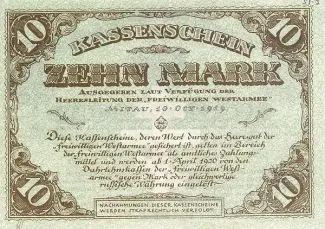 10 10
KASSENSCHEIN
ZEHN MARK
AUSGEGEBEN LAUT VERFÜGUNG DER
HEERESLEITUNG DER „FREIWILLIGEN WESTARMEE“
MITAU, 10. OKT. 1919.
Diese Kassenscheine, deren Wert durch das Heeresgut der
„Freiwilligen Westarmee“ gesichert ist, gelten im Bereich
der „Freiwilligen Westarmee“ als amtliches Zahlungs-
mittel und werden ab 1. April 1920 von den
Darlehnskassen der „Freiwilligen West-
armee“ gegen Mark oder gleichwertige
russische Währung eingelöst.
10 10
NACHAHMUNGEN DIESER KASSENSCHEINE
WERDEN STRAFRECHTLICH VERFOLGT.